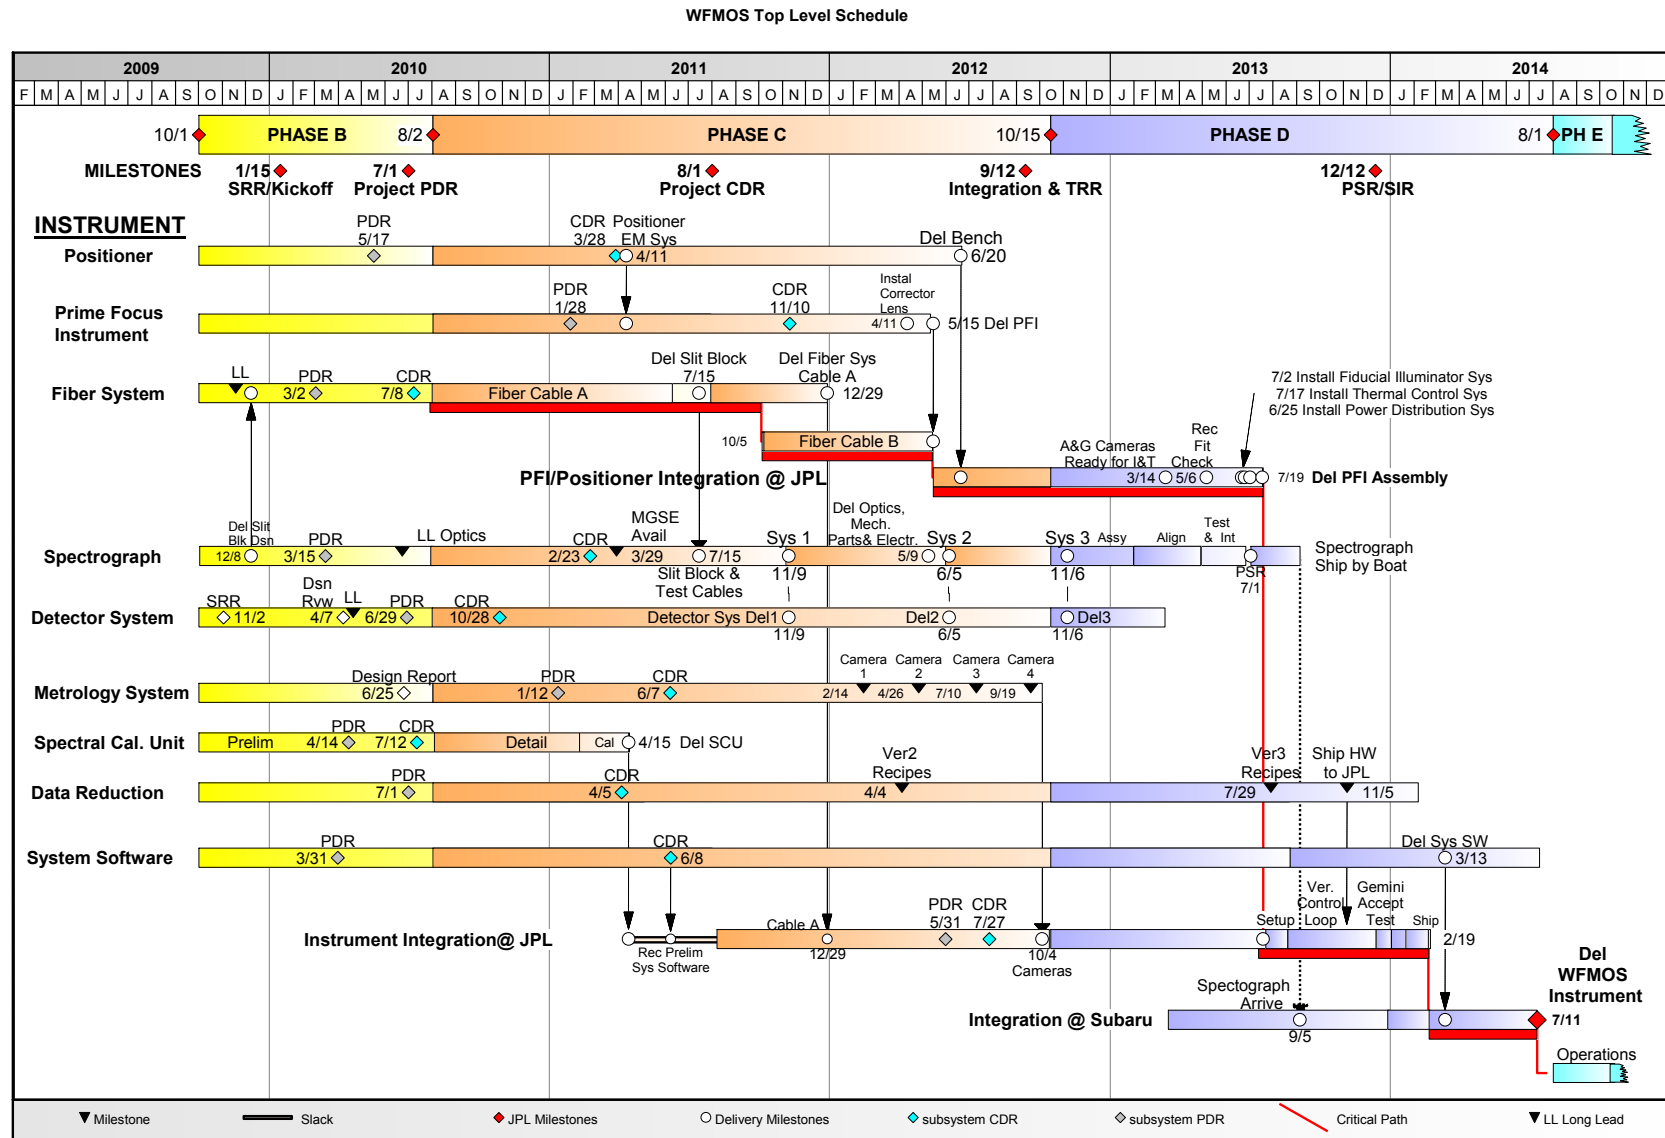 WFMOS Top Level Schedule
2009 2010 2011 2012 2013 2014
F M A M J J A S O N D J F M A M J J A S O N D J F M A M J J A S O N D J F M A M J J A S O N D J F M A M J J A S O N D J F M A M J J A S O N D
10/1 PHASE B 8/2 PHASE C 10/15 PHASE D 8/1 PH E
MILESTONES 1/15 7/1 8/1 9/12 12/12
SRR/Kickoff Project PDR Project CDR Integration & TRR PSR/SIR
INSTRUMENT
PDR CDR Positioner
5/17 3/28 EM Sys Del Bench
Positioner 4/11 6/20
PDR CDR Instal
1/28 11/10 Corrector
Lens
Prime Focus
Instrument
4/11 5/15 Del PFI
Del Slit Block Del Fiber Sys
LL PDR CDR 7/15 Cable A
Fiber System 3/2 7/8 Fiber Cable A 12/29
7/2 Install Fiducial Illuminator Sys
7/17 Install Thermal Control Sys
6/25 Install Power Distribution Sys
10/5 Fiber Cable B
A&G Cameras Rec
Ready for I&T Fit
Check
PFI/Positioner Integration @ JPL 3/14 5/6 7/19 Del PFI Assembly
Del Slit
Blk Dsn PDR LL Optics CDR MGSE
Avail Sys 1 Del Optics,
Mech.
Parts& Electr. Sys 2 Sys 3 Assy Align Test
& Int
Spectrograph 12/8 3/15 2/23 3/29 7/15 5/9
Spectrograph
Ship by Boat
Slit Block &
Test Cables
11/9 6/5 11/6 PSR
7/1
SRR Dsn
Rvw LL PDR CDR
Detector System 11/2 4/7 6/29 10/28 Detector Sys Del1 Del2 Del3
11/9 6/5 11/6
Design Report PDR CDR Camera
1 Camera
2 Camera
3 Camera
4
Metrology System 6/25 1/12 6/7 2/14 4/26 7/10 9/19
PDR CDR
Spectral Cal. Unit Prelim 4/14 7/12 Detail Cal 4/15 Del SCU
PDR CDR Ver2
Recipes Ver3
Recipes Ship HW
to JPL
Data Reduction 7/1 4/5 4/4 7/29 11/5
PDR CDR Del Sys SW
System Software 3/31 6/8 3/13
Cable A PDR
5/31 CDR
7/27 Setup Ver.
Control
Loop Gemini
Accept
Test Ship
Instrument Integration@ JPL 2/19
Rec Prelim
Sys Software
12/29 10/4
Cameras
Del
WFMOS
Instrument
Spectograph
Arrive
Integration @ Subaru 9/5 7/11
Operations
Milestone Slack JPL Milestones Delivery Milestones subsystem CDR subsystem PDR Critical Path LL Long Lead